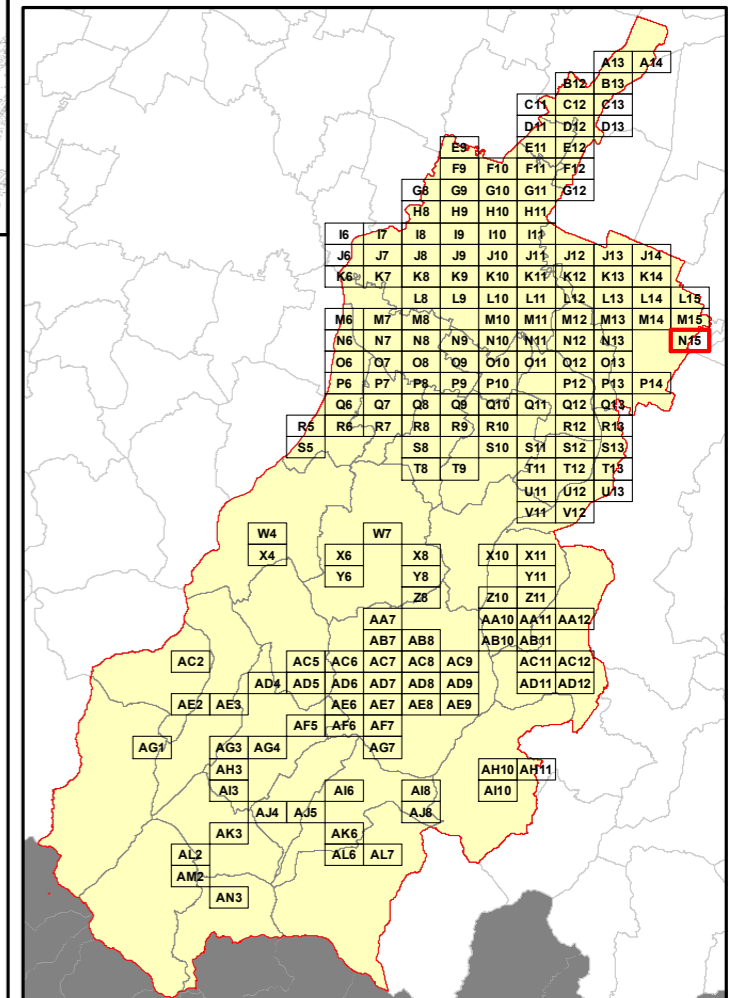 A13 A14
B12 B13
C11 C12 C13
D11 D12 D13
E9 E11 E12
F9 F10 F11 F12
G8 G9 G10 G11 G12
H8 H9 H10 H11
I6 I7 I8 I9 I10 I11
J6 J7 J8 J9 J10 J11 J12 J13 J14
K6 K7 K8 K9 K10 K11 K12 K13 K14
L8 L9 L10 L11 L12 L13 L14 L15
M6 M7 M8 M10 M11 M12 M13 M14 M15
N6 N7 N8 N9 N10 N11 N12 N13 N15
O6 O7 O8 O9 O10 O11 O12 O13
P6 P7 P8 P9 P10 P12 P13 P14
Q6 Q7 Q8 Q9 Q10 Q11 Q12 Q13
R5 R6 R7 R8 R9 R10 R12 R13
S5 S8 S10 S11 S12 S13
T8 T9 T11 T12 T13
U11 U12 U13
V11 V12
W4 W7
X4 X6 X8 X10 X11
Y6 Y8 Y11
Z8 Z10 Z11
AA7 AA10 AA11 AA12
AB7 AB8 AB10 AB11
AC2 AC5 AC6 AC7 AC8 AC9 AC11 AC12
AD4 AD5 AD6 AD7 AD8 AD9 AD11 AD12
AE2 AE3 AE6 AE7 AE8 AE9
AF5 AF6 AF7
AG1 AG3 AG4 AG7
AH3 AH10 AH11
AI3 AI6 AI8 AI10
AJ4 AJ5 AJ8
AK3 AK6
AL2 AL6 AL7
AM2
AN3